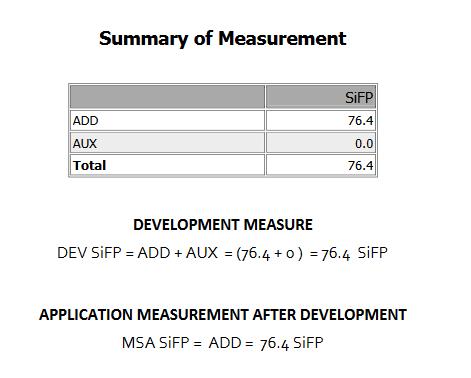 Summary of Measurement
SiFP
ADD 76.4
AUX 0.0
Total 76.4
DEVELOPMENT MEASURE
DEV SiFP = ADD + AUX = (76.4 + 0 ) = 76.4 SiFP
APPLICATION MEASUREMENT AFTER DEVELOPMENT
MSA SiFP = ADD = 76.4 SiFP